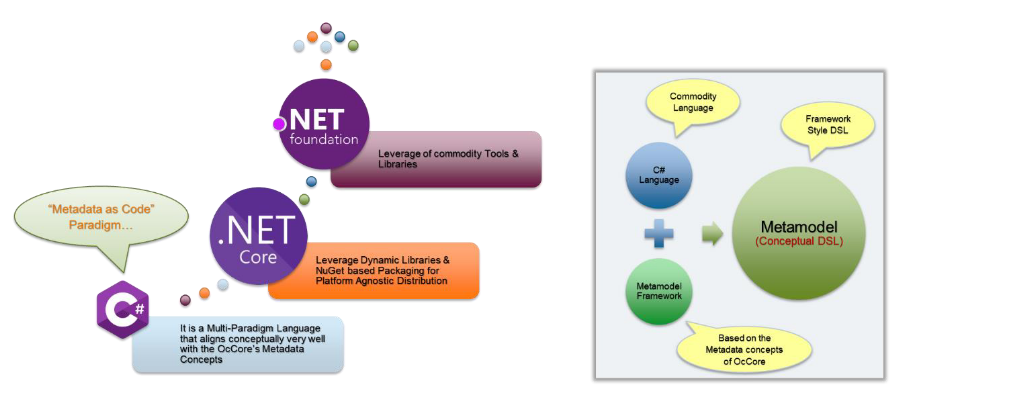 .NET
foundation
Leverage of commodity Tools &
Libraries
“Metadata as Code”
Paradigm…
.NET
Core
Leverage Dynamic Libraries &
NuGet based Packaging for
Platform Agnostic Distribution
C#
It is a Multi-Paradigm Language
that aligns conceptually very well
with the OcCore’s Metadata
Concepts
Commodity
Language
Framework
Style DSL
C#
Language
Metamodel
(Conceptual DSL)
Metamodel
Framework
Based on the
Metadata concepts
of OcCore